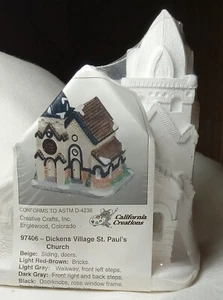 CONFORMS TO ASTM D-4236
Creative Crafts, Inc.
Englewood, Colorado
California
Creations
97406 – Dickens Village St. Paul's
Church
Beige: Siding, doors.
Light Red-Brown: Bricks.
Light Gray: Walkway, front left steps.
Dark Gray: Front right and back steps.
Black: Doorknobs, rose window frame.